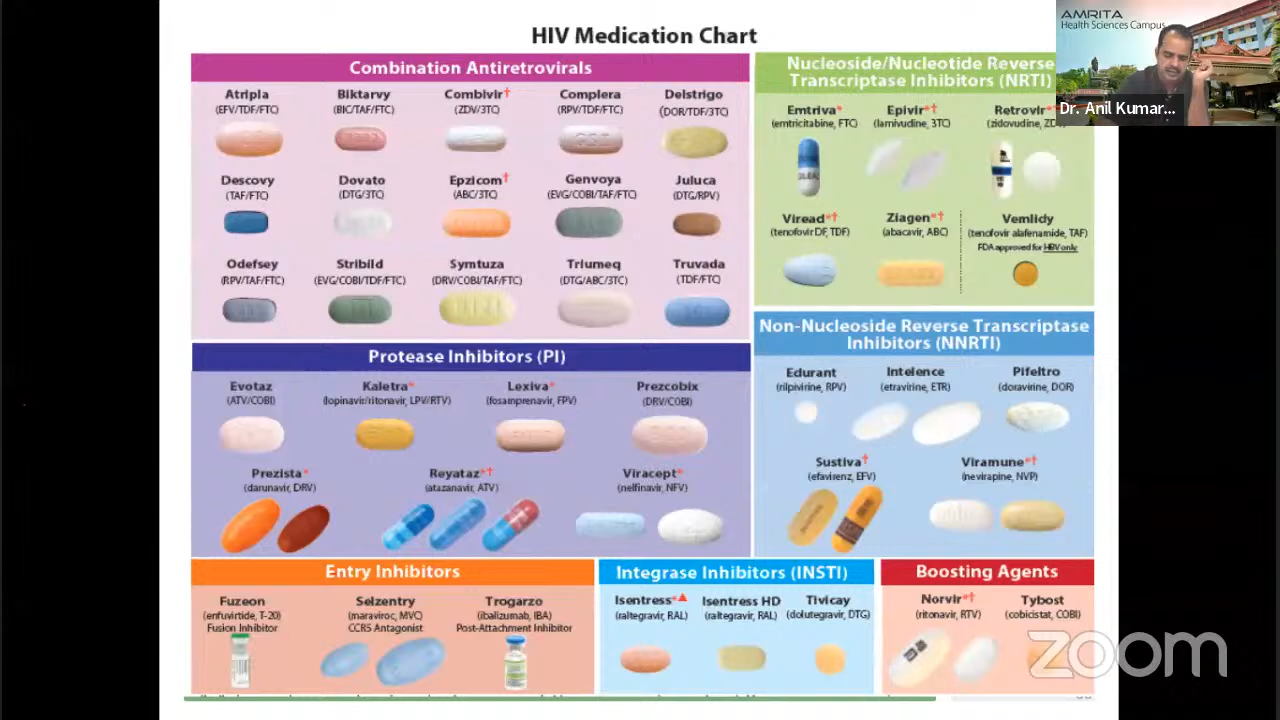 HIV Medication Chart
AMRITA
Health Sciences Campus
Dr. Anil Kumar...
Combination Antiretrovirals
Atripla
(EFV/TDF/FTC)
Biktarvy
(BIC/TAF/FTC)
Combivir†
(ZDV/3TC)
Complera
(RPV/TDF/FTC)
Delstrigo
(DOR/TDF/3TC)
Descovy
(TAF/FTC)
Dovato
(DTG/3TC)
Epzicom†
(ABC/3TC)
Genvoya
(EVG/COBI/TAF/FTC)
Juluca
(DTG/RPV)
Odefsey
(RPV/TAF/FTC)
Stribild
(EVG/COBI/TDF/FTC)
Symtuza
(DRV/COBI/TAF/FTC)
Triumeq
(DTG/ABC/3TC)
Truvada
(TDF/FTC)
Nucleoside/Nucleotide Reverse
Transcriptase Inhibitors (NRTI)
Emtriva*
(emtricitabine, FTC)
Epivir*†
(lamivudine, 3TC)
Retrovir*
(zidovudine,
Viread*†
(tenofovir DF, TDF)
Ziagen*†
(abacavir, ABC)
Vemlidy
(tenofovir alafenamide, TAF)
FDA approved for HBV only
Protease Inhibitors (PI)
Evotaz
(ATV/COBI)
Kaletra*
(lopinavir/ritonavir, LPV/RTV)
Lexiva*
(fosamprenavir, FPV)
Prezcobix
(DRV/COBI)
Prezista*
(darunavir, DRV)
Reyataz*†
(atazanavir, ATV)
Viracept*
(nelfinavir, NFV)
Non-Nucleoside Reverse Transcriptase
Inhibitors (NNRTI)
Edurant
(rilpivirine, RPV)
Intelence
(etravirine, ETR)
Pifeltro
(doravirine, DOR)
Sustiva†
(efavirenz, EFV)
Viramune*†
(nevirapine, NVP)
Entry Inhibitors
Fuzeon
(enfuvirtide, T-20)
Fusion Inhibitor
Selzentry
(maraviroc, MVC)
CCR5 Antagonist
Trogarzo
(ibalizumab, IBA)
Post-Attachment Inhibitor
Integrase Inhibitors (INSTI)
Isentress*▲
(raltegravir, RAL)
Isentress HD
(raltegravir, RAL)
Tivicay
(dolutegravir, DTG)
Boosting Agents
Norvir*†
(ritonavir, RTV)
Tybost
(cobicistat, COBI)
zoom